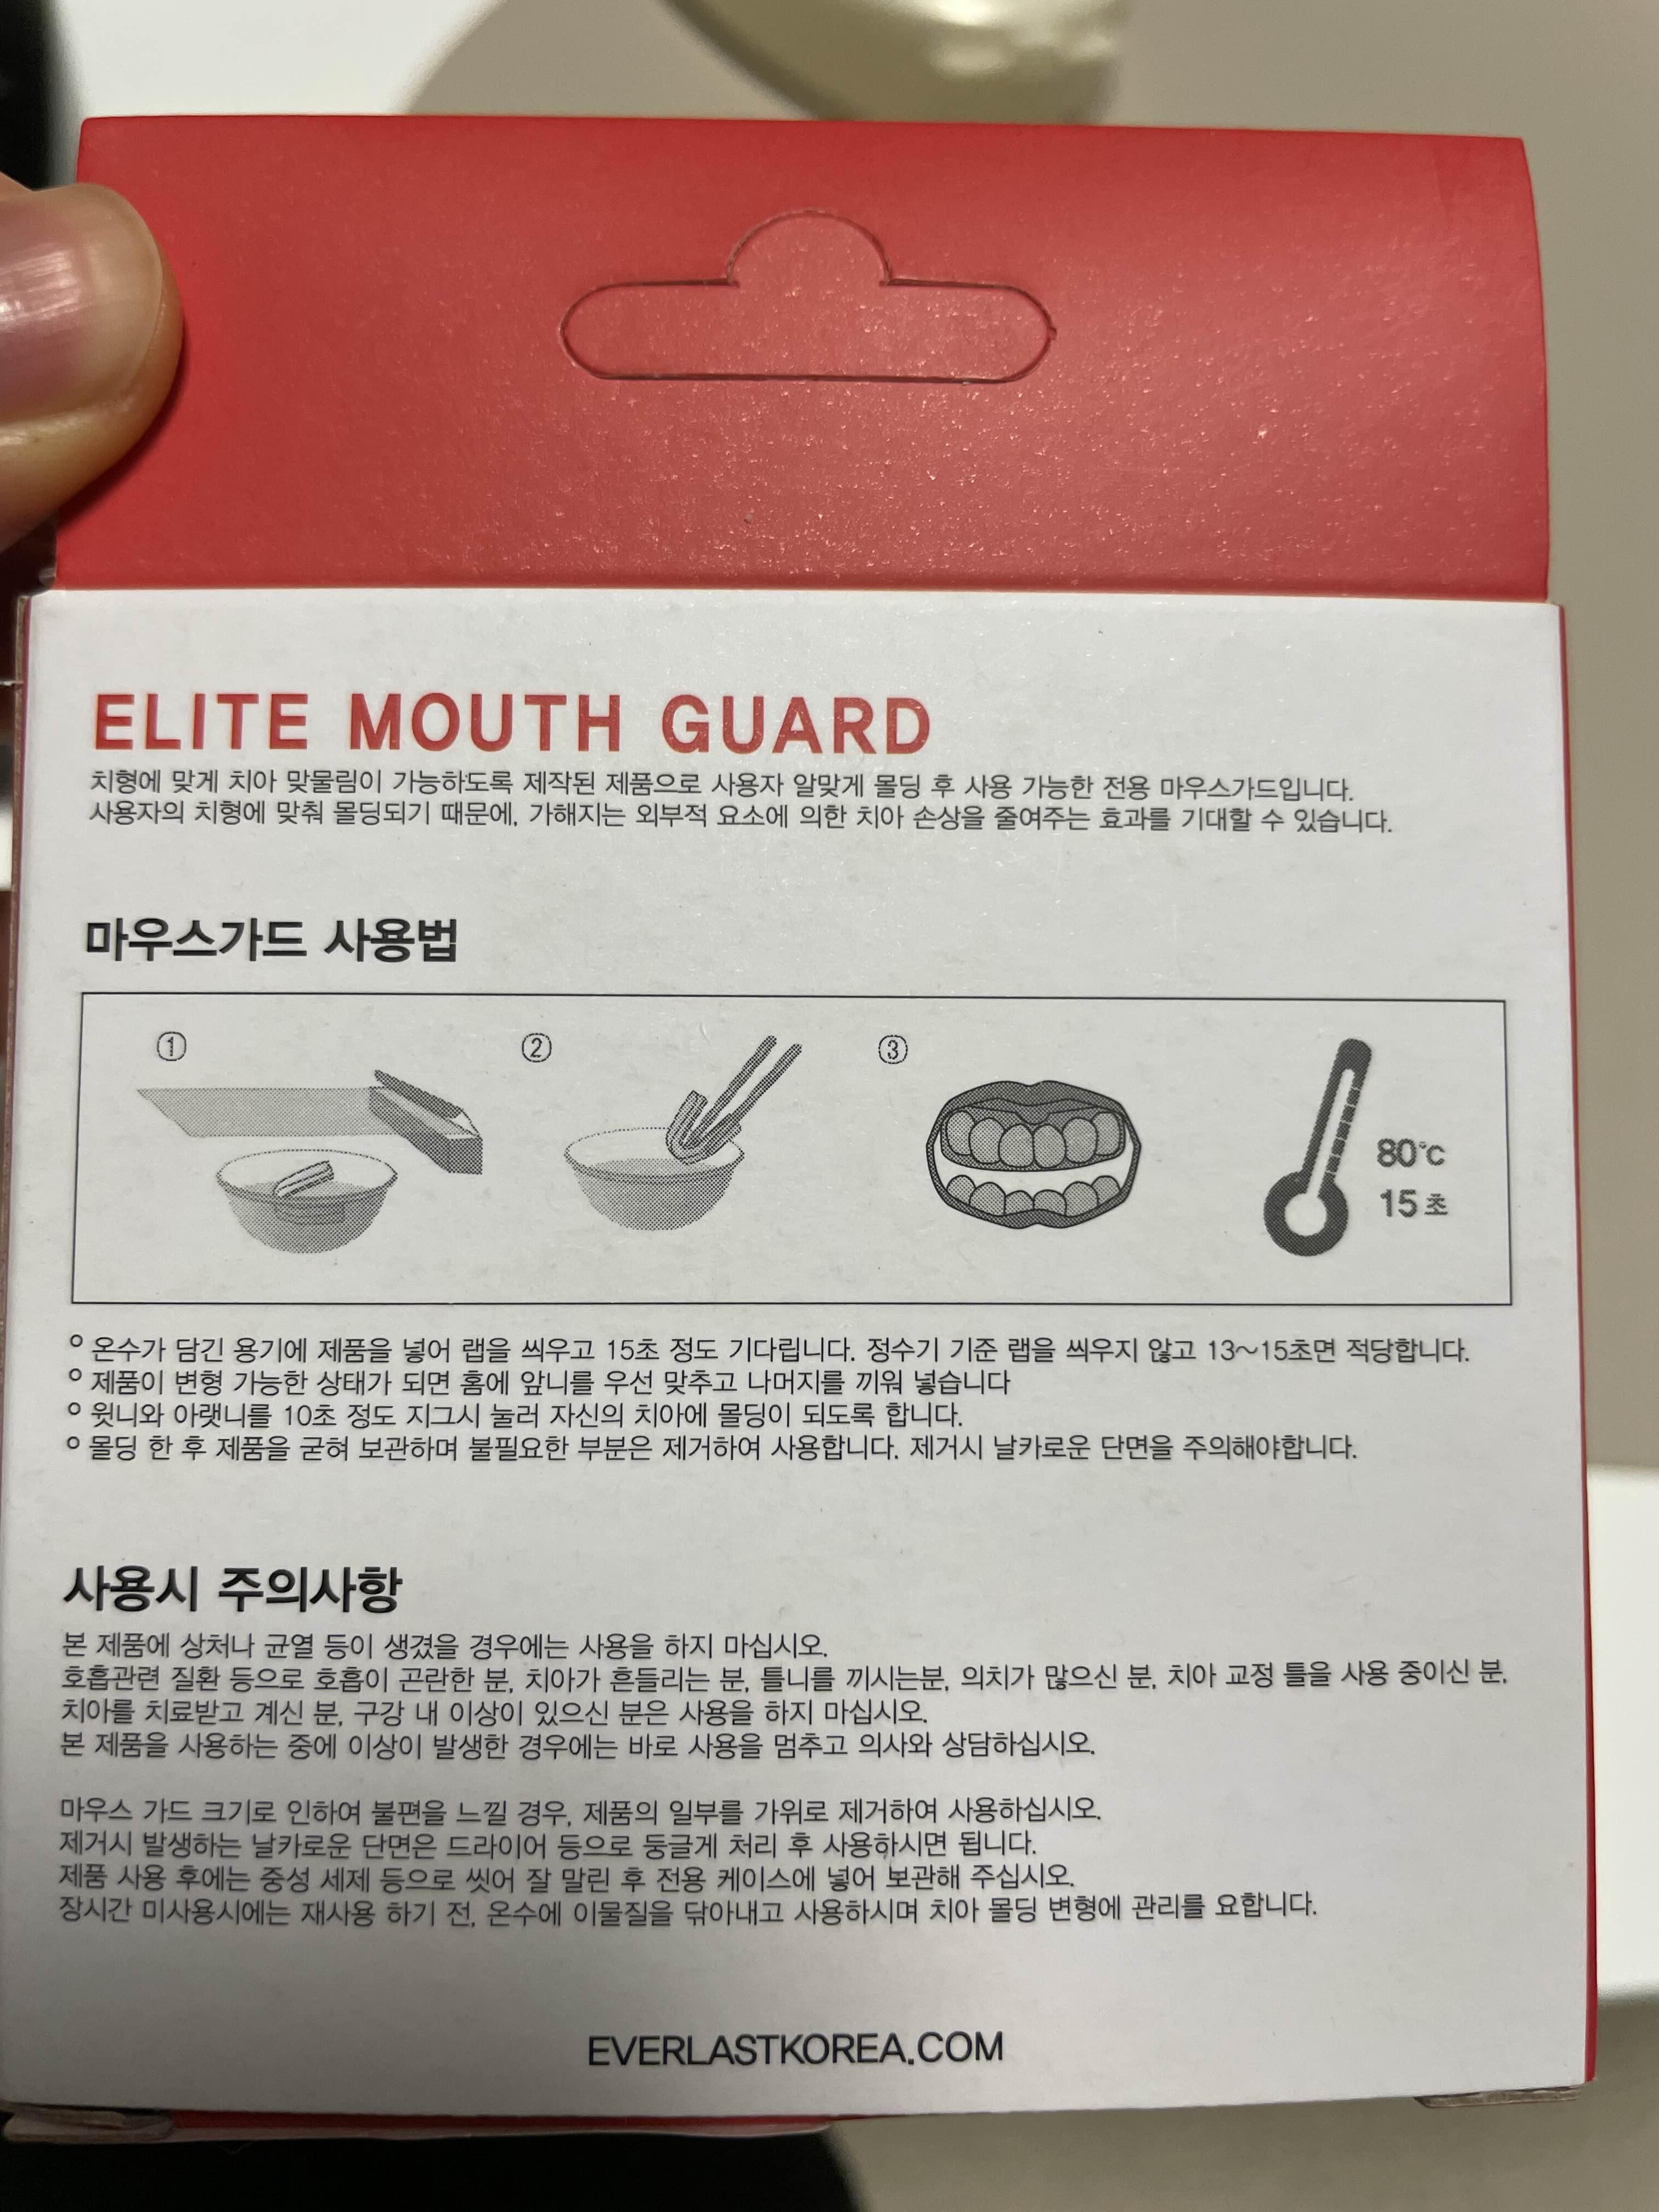 ELITE MOUTH GUARD
치형에 맞게 치아 맞물림이 가능하도록 제작된 제품으로 사용자 알맞게 몰딩 후 사용 가능한 전용 마우스가드입니다.
사용자의 치형에 맞춰 몰딩되기 때문에, 가해지는 외부적 요소에 의한 치아 손상을 줄여주는 효과를 기대할 수 있습니다.
마우스가드 사용법
① ② ③
80℃
15초
° 온수가 담긴 용기에 제품을 넣어 랩을 씌우고 15초 정도 기다립니다. 정수기 기준 랩을 씌우지 않고 13~15초면 적당합니다.
° 제품이 변형 가능한 상태가 되면 홈에 앞니를 우선 맞추고 나머지를 끼워 넣습니다
° 윗니와 아랫니를 10초 정도 지그시 눌러 자신의 치아에 몰딩이 되도록 합니다.
° 몰딩 한 후 제품을 굳혀 보관하며 불필요한 부분은 제거하여 사용합니다. 제거시 날카로운 단면을 주의해야합니다.
사용시 주의사항
본 제품에 상처나 균열 등이 생겼을 경우에는 사용을 하지 마십시오.
호흡관련 질환 등으로 호흡이 곤란한 분, 치아가 흔들리는 분, 틀니를 끼시는분, 의치가 많으신 분, 치아 교정 틀을 사용 중이신 분,
치아를 치료받고 계신 분, 구강 내 이상이 있으신 분은 사용을 하지 마십시오.
본 제품을 사용하는 중에 이상이 발생한 경우에는 바로 사용을 멈추고 의사와 상담하십시오.
마우스 가드 크기로 인하여 불편을 느낄 경우, 제품의 일부를 가위로 제거하여 사용하십시오.
제거시 발생하는 날카로운 단면은 드라이어 등으로 둥글게 처리 후 사용하시면 됩니다.
제품 사용 후에는 중성 세제 등으로 씻어 잘 말린 후 전용 케이스에 넣어 보관해 주십시오.
장시간 미사용시에는 재사용 하기 전, 온수에 이물질을 닦아내고 사용하시며 치아 몰딩 변형에 관리를 요합니다.
EVERLASTKOREA.COM